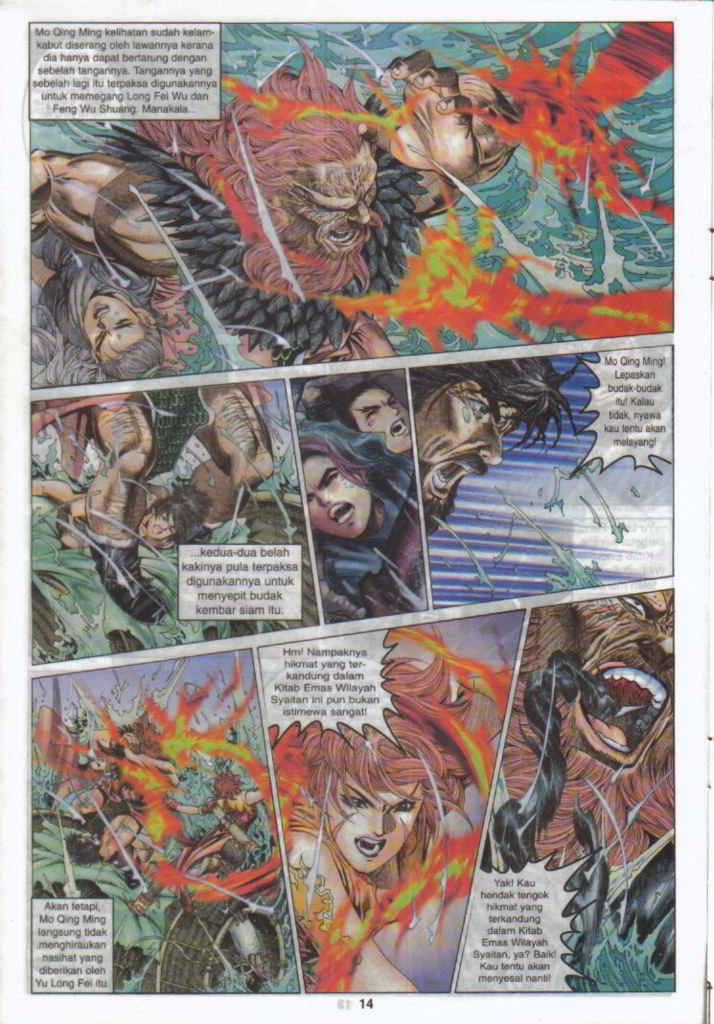 Mo Qing Ming kelihatan sudah kelam-
kabut diserang oleh lawannya kerana
dia hanya dapat bertarung dengan
sebelah tangannya. Tangannya yang
sebelah lagi itu terpaksa digunakannya
untuk memegang Long Fei Wu dan
Feng Wu Shuang. Manakala...
...kedua-dua belah
kakinya pula terpaksa
digunakannya untuk
menyepit budak
kembar siam itu.
Mo Qing Ming!
Lepaskan
budak-budak
itu! Kalau
tidak, nyawa
kau tentu akan
melayang!
Akan tetapi,
Mo Qing Ming
langsung tidak
menghiraukan
nasihat yang
diberikan oleh
Yu Long Fei itu.
Hm! Nampaknya
hikmat yang ter-
kandung dalam
Kitab Emas Wilayah
Syaitan ini pun bukan
istimewa sangat!
Yak! Kau
hendak tengok
hikmat yang
terkandung
dalam Kitab
Emas Wilayah
Syaitan, ya? Baik!
Kau tentu akan
menyesal nanti!
14